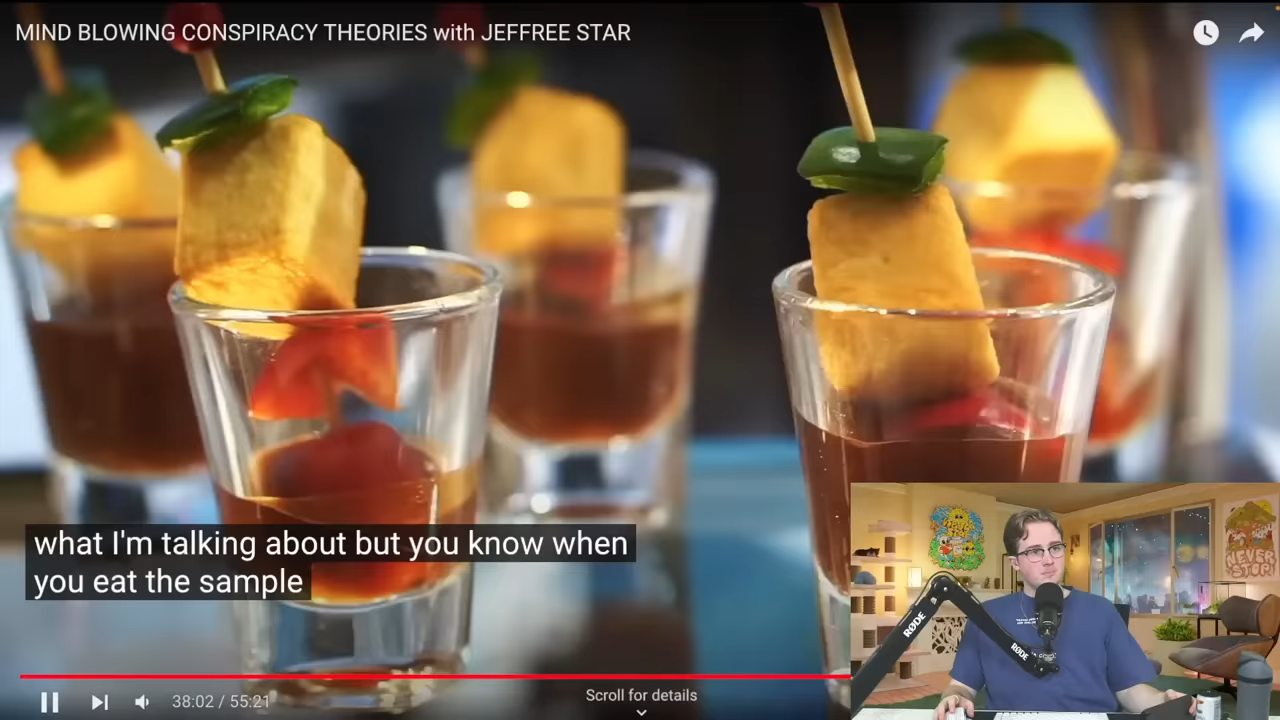 MIND BLOWING CONSPIRACY THEORIES with JEFFREE STAR
what I'm talking about but you know when
you eat the sample
38:02 / 55:21
Scroll for details
RØDE
RØDE
NEVER
STOP!